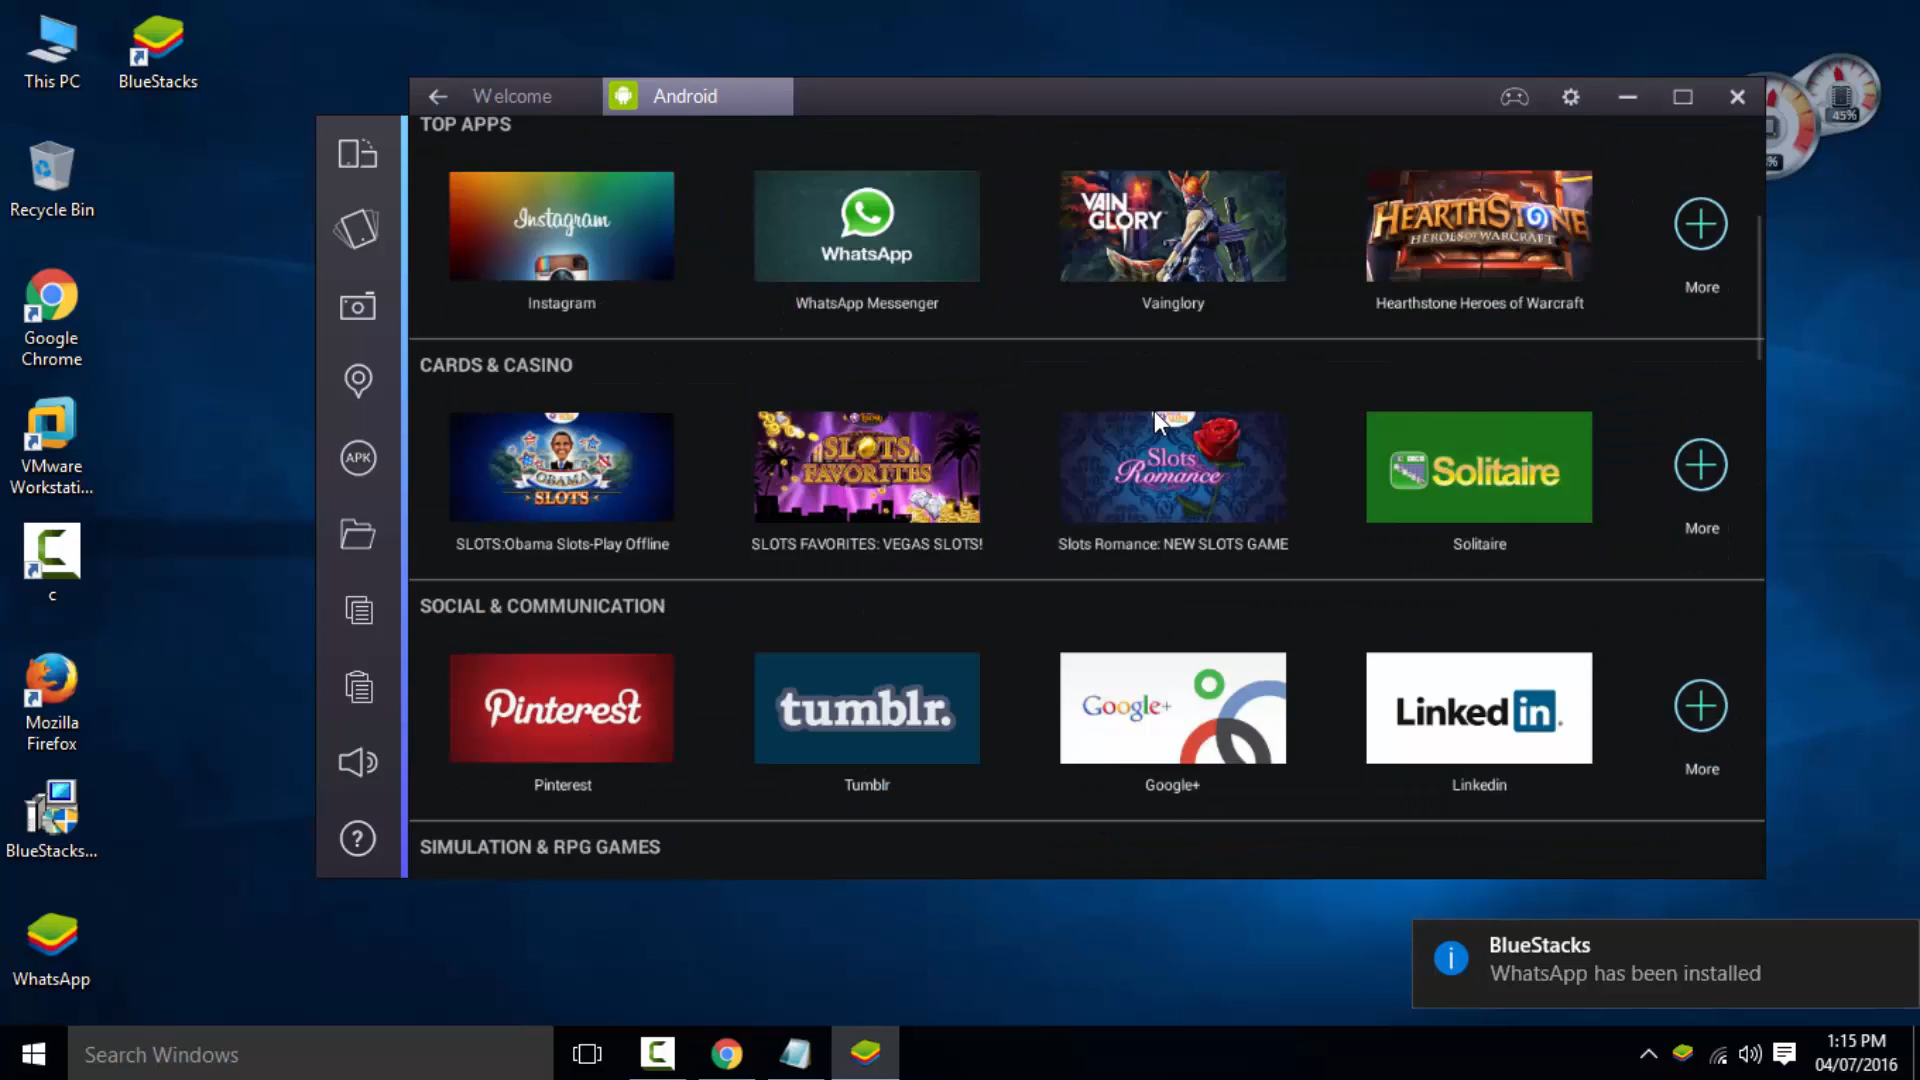 This PC
BlueStacks
Recycle Bin
Google
Chrome
VMware
Workstati...
c
Mozilla
Firefox
BlueStacks...
WhatsApp
Welcome
Android
45%
%
TOP APPS
Instagram
WhatsApp
VAIN
GLORY
HEARTHSTONE
HEROES OF WARCRAFT
Instagram
WhatsApp Messenger
Vainglory
Hearthstone Heroes of Warcraft
More
CARDS & CASINO
APK
OBAMA
SLOTS
SLOTS
FAVORITES
Slots
Romance
Solitaire
SLOTS:Obama Slots-Play Offline
SLOTS FAVORITES: VEGAS SLOTS!
Slots Romance: NEW SLOTS GAME
Solitaire
More
SOCIAL & COMMUNICATION
Pinterest
tumblr.
Google+
Linked in.
Pinterest
Tumblr
Google+
Linkedin
More
SIMULATION & RPG GAMES
?
BlueStacks
WhatsApp has been installed
Search Windows
1:15 PM
04/07/2016